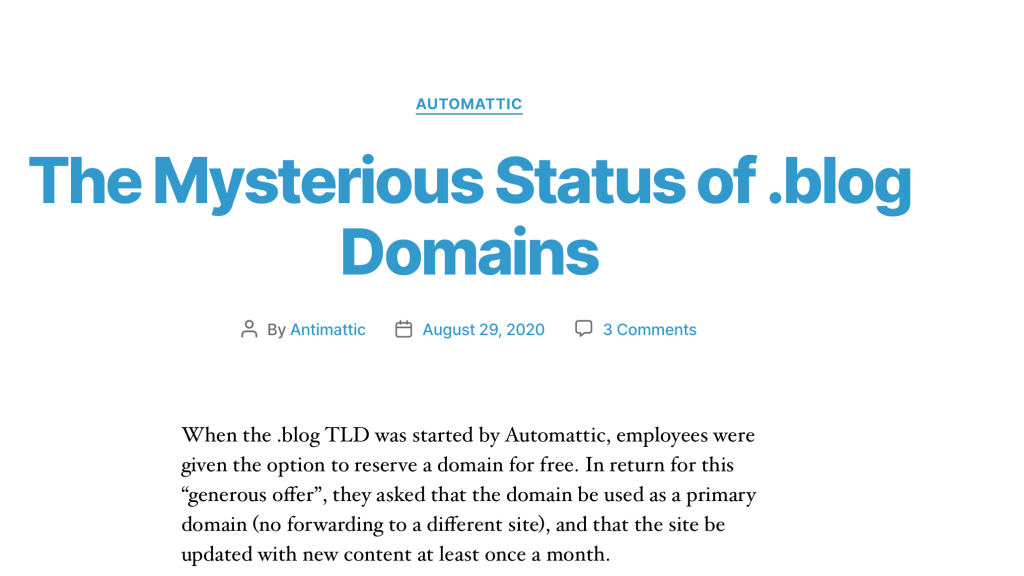 AUTOMATTIC
The Mysterious Status of .blog
Domains
By Antimattic August 29, 2020 3 Comments
When the .blog TLD was started by Automattic, employees were
given the option to reserve a domain for free. In return for this
“generous offer”, they asked that the domain be used as a primary
domain (no forwarding to a different site), and that the site be
updated with new content at least once a month.